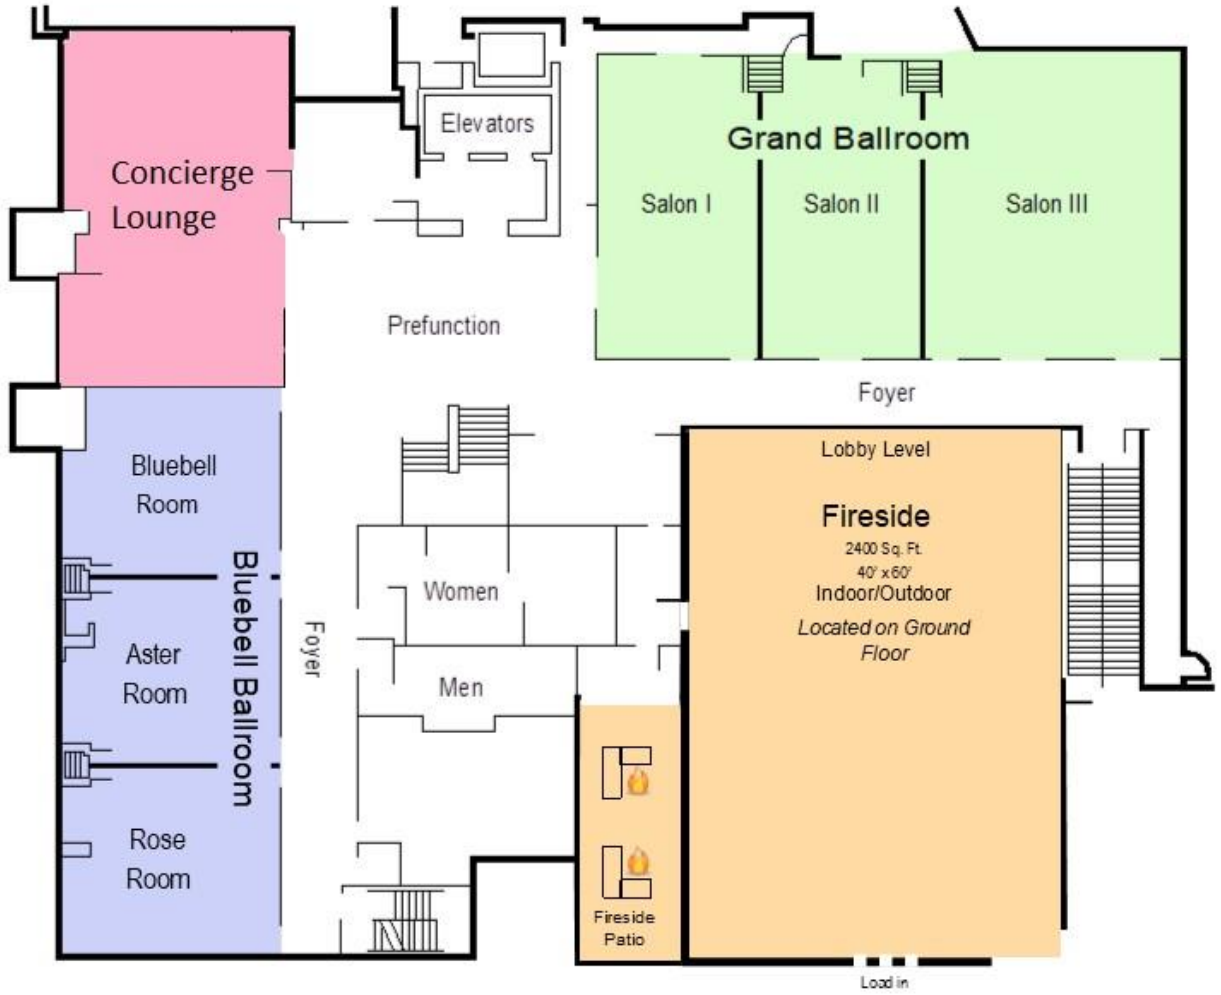 Elevators
Grand Ballroom
Concierge
Lounge
Salon I
Salon II
Salon III
Prefunction
Foyer
Lobby Level
Bluebell
Room
Fireside
2400 Sq. Ft.
40' x 60'
Indoor/Outdoor
Located on Ground
Floor
Women
Bluebell Ballroom
Foyer
Aster
Room
Men
Rose
Room
Fireside
Patio
Load in